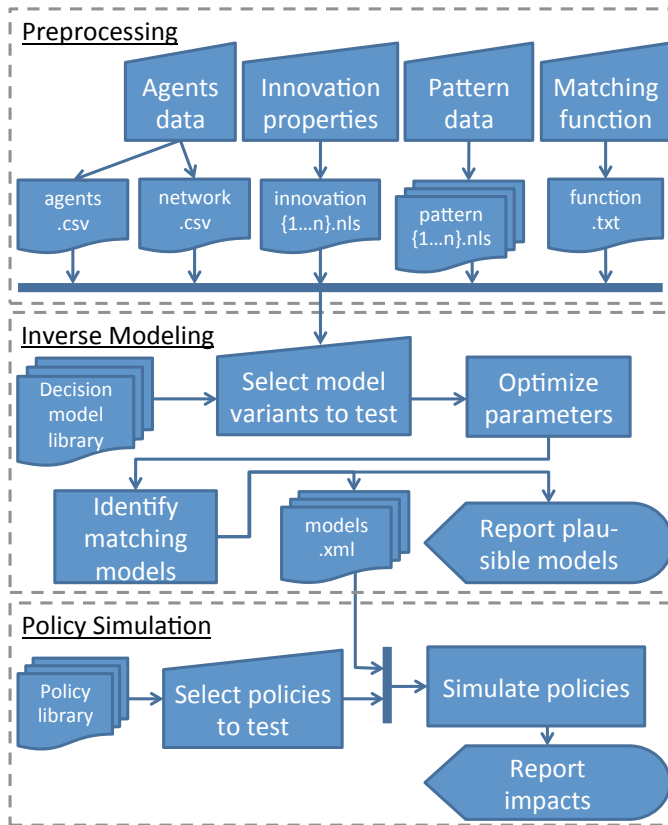 Preprocessing
Agents
data
Innovation
properties
Pattern
data
Matching
function
agents
.csv
network
.csv
innovation
{1...n}.nls
pattern
{1...n}.nls
function
.txt
Inverse Modeling
Decision
model
library
Select model
variants to test
Optimize
parameters
Identify
matching
models
models
.xml
Report plau-
sible models
Policy Simulation
Policy
library
Select policies
to test
Simulate policies
Report
impacts